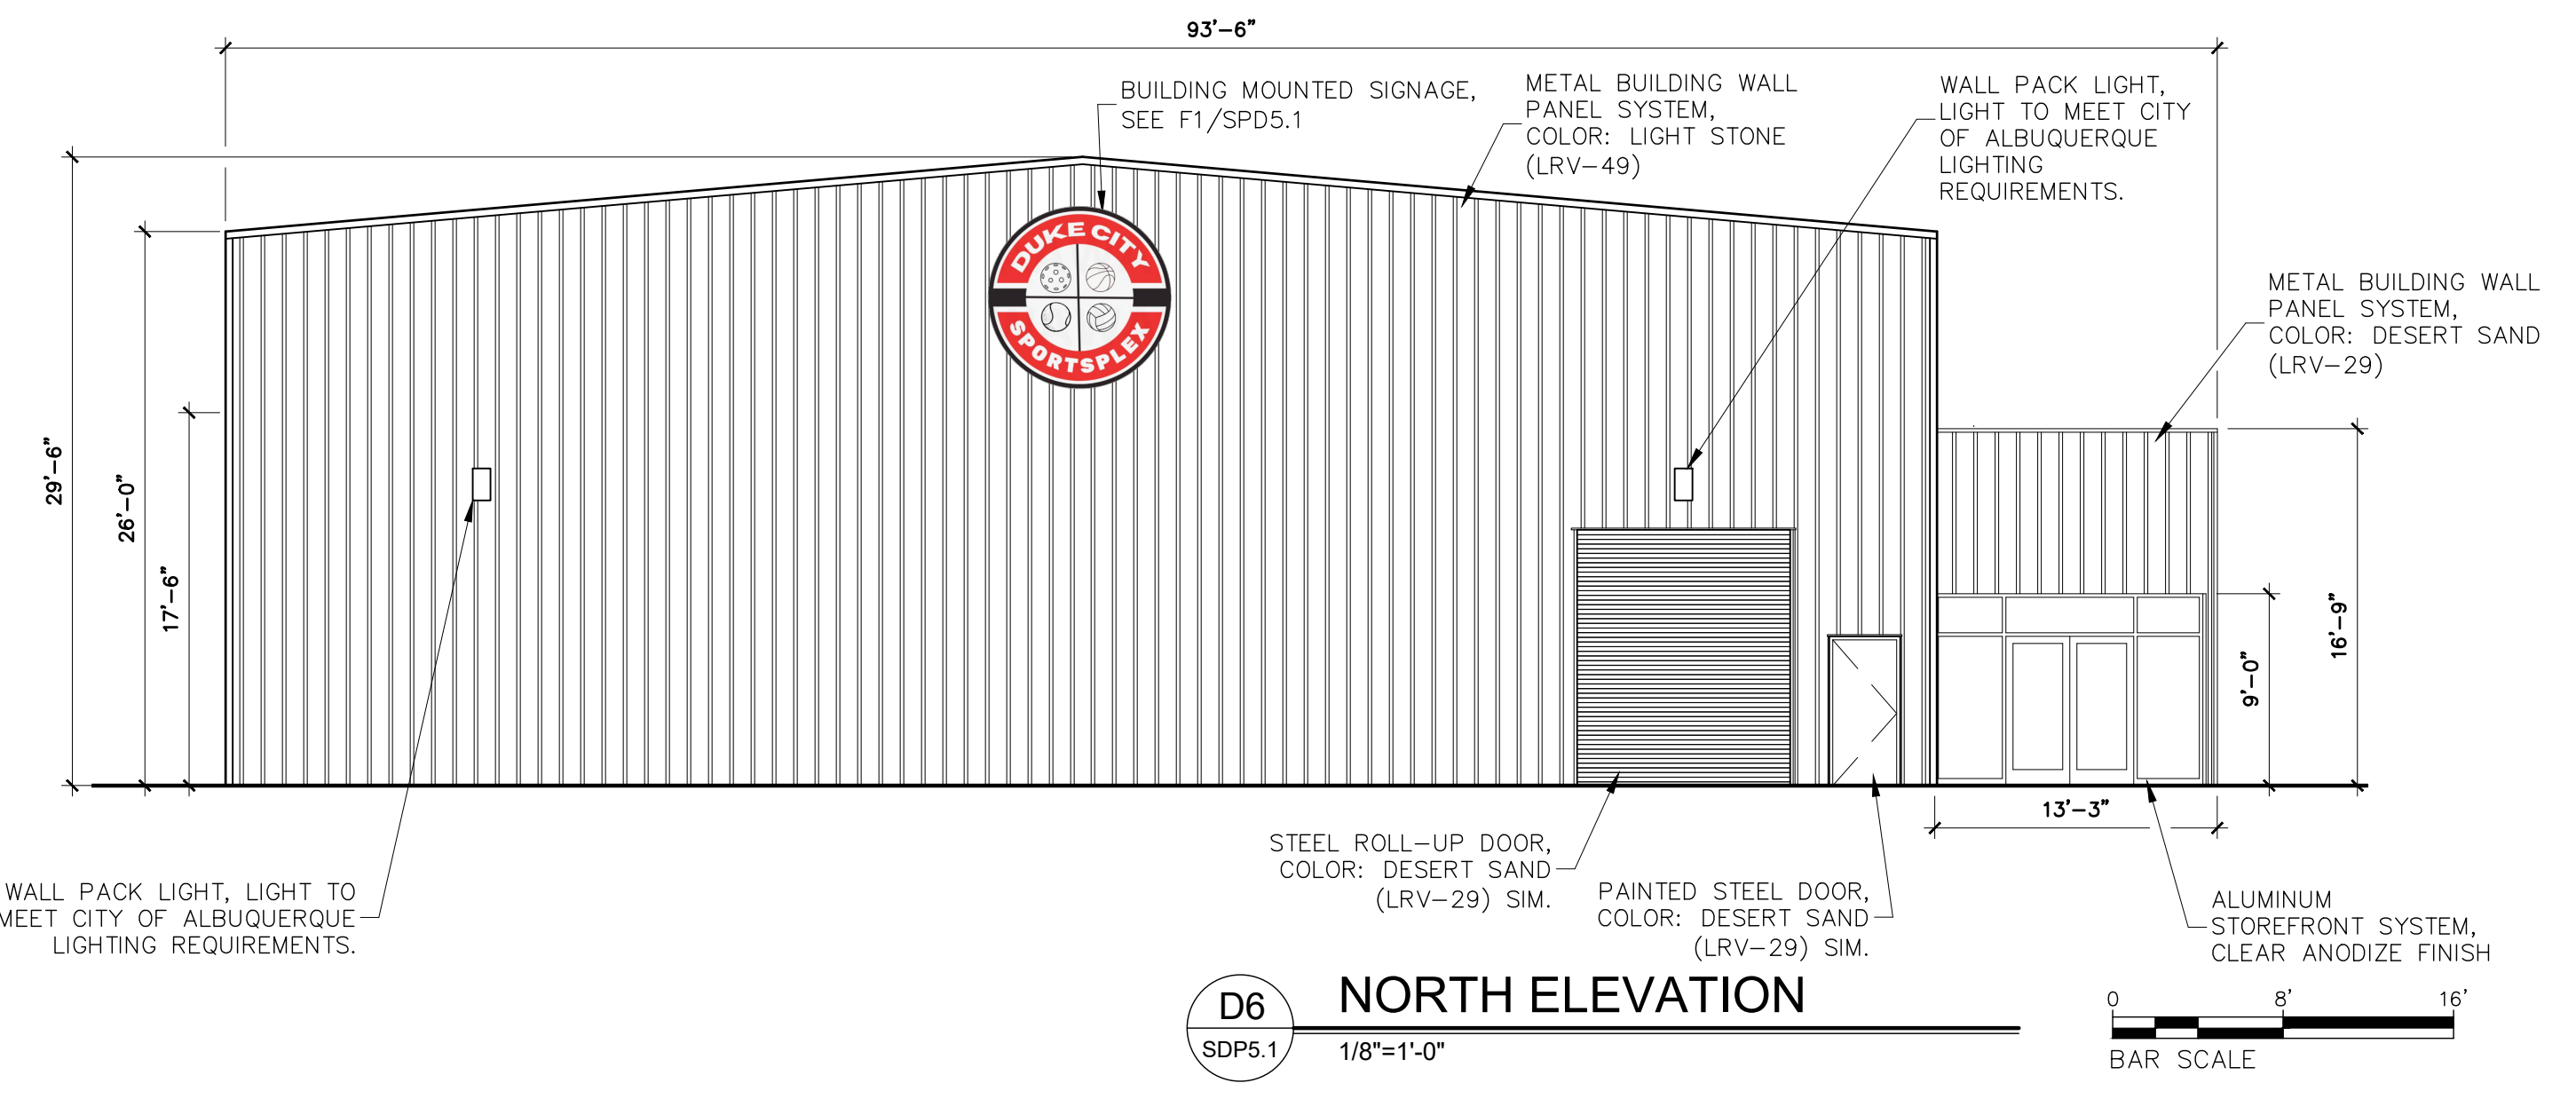 93'-6"
BUILDING MOUNTED SIGNAGE,
SEE F1/SPD5.1
METAL BUILDING WALL
PANEL SYSTEM,
COLOR: LIGHT STONE
(LRV-49)
WALL PACK LIGHT,
LIGHT TO MEET CITY
OF ALBUQUERQUE
LIGHTING
REQUIREMENTS.
METAL BUILDING WALL
PANEL SYSTEM,
COLOR: DESERT SAND
(LRV-29)
DUKE CITY
SPORTSPLEX
29'-6"
26'-0"
17'-6"
16'-9"
9'-0"
13'-3"
WALL PACK LIGHT, LIGHT TO
MEET CITY OF ALBUQUERQUE
LIGHTING REQUIREMENTS.
STEEL ROLL-UP DOOR,
COLOR: DESERT SAND
(LRV-29) SIM.
PAINTED STEEL DOOR,
COLOR: DESERT SAND
(LRV-29) SIM.
ALUMINUM
STOREFRONT SYSTEM,
CLEAR ANODIZE FINISH
D6
SDP5.1
NORTH ELEVATION
1/8"=1'-0"
0 8' 16'
BAR SCALE